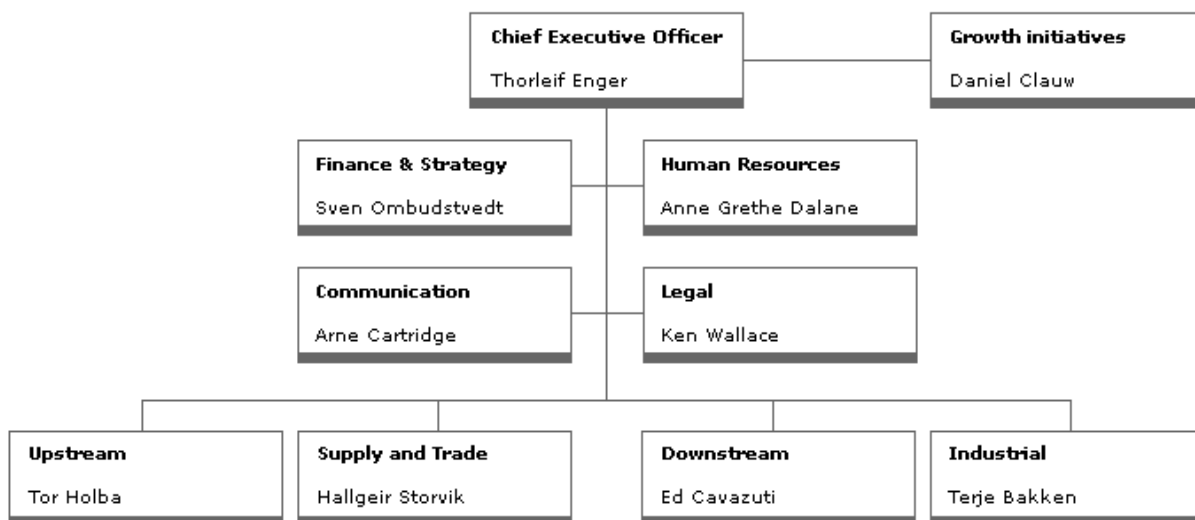 Chief Executive Officer
Thorleif Enger
Growth initiatives
Daniel Clauw
Finance & Strategy
Sven Ombudstvedt
Human Resources
Anne Grethe Dalane
Communication
Arne Cartridge
Legal
Ken Wallace
Upstream
Tor Holba
Supply and Trade
Hallgeir Storvik
Downstream
Ed Cavazuti
Industrial
Terje Bakken